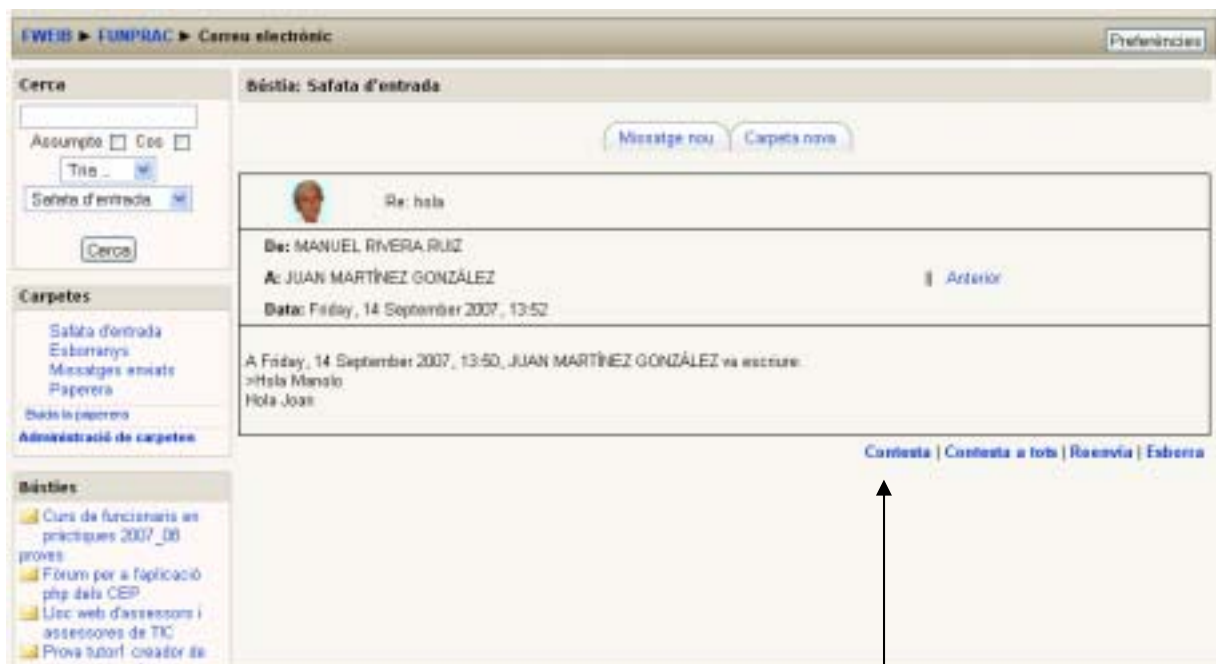 FWEIB ► FUNPRAC ► Correu electrònic
Preferències
Cerca
Assumpte Cos
Tria ...
Safata d'entrada
Cerca
Carpetes
Safata d'entrada
Esborranys
Missatges enviats
Paperera
Buida la paperera
Administració de carpetes
Bústies
Curs de funcionaris en
pràctiques 2007_08
proves
Fòrum per a l'aplicació
php dels CEP
Lloc web d'assessors i
assessores de TIC
Prova tutorf creador de
Bústia: Safata d'entrada
Missatge nou Carpeta nova
Re: hola
De: MANUEL RIVERA RUIZ
A: JUAN MARTÍNEZ GONZÁLEZ
Anterior
Data: Friday, 14 September 2007, 13:52
A Friday, 14 September 2007, 13:50, JUAN MARTÍNEZ GONZÁLEZ va escriure:
>Hola Manolo
Hola Joan
Contesta | Contesta a tots | Reenvia | Esborra